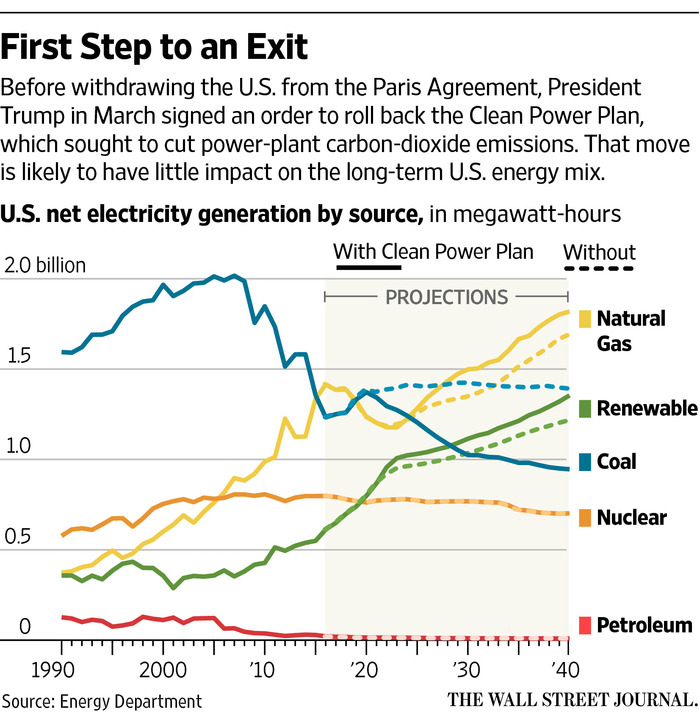 First Step to an Exit
Before withdrawing the U.S. from the Paris Agreement, President
Trump in March signed an order to roll back the Clean Power Plan,
which sought to cut power-plant carbon-dioxide emissions. That move
is likely to have little impact on the long-term U.S. energy mix.
U.S. net electricity generation by source, in megawatt-hours
With Clean Power Plan
Without
2.0 billion
PROJECTIONS
Natural
Gas
1.5
Renewable
1.0
Coal
Nuclear
0.5
Petroleum
0
1990
2000
’10
’20
’30
’40
Source: Energy Department
THE WALL STREET JOURNAL.